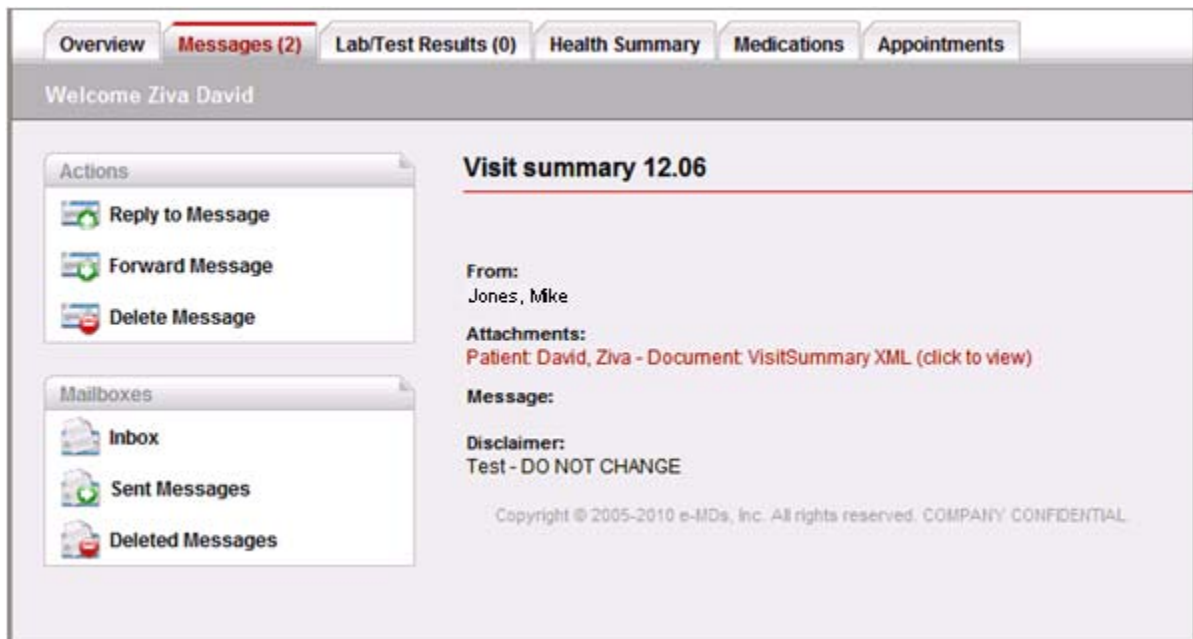 Overview Messages (2) Lab/Test Results (0) Health Summary Medications Appointments
Welcome Ziva David
Actions
Reply to Message
Forward Message
Delete Message
Mailboxes
Inbox
Sent Messages
Deleted Messages
Visit summary 12.06
From:
Jones, Mike
Attachments:
Patient: David, Ziva - Document: VisitSummary XML (click to view)
Message:
Disclaimer:
Test - DO NOT CHANGE
Copyright © 2005-2010 e-MDs, Inc. All rights reserved. COMPANY CONFIDENTIAL.